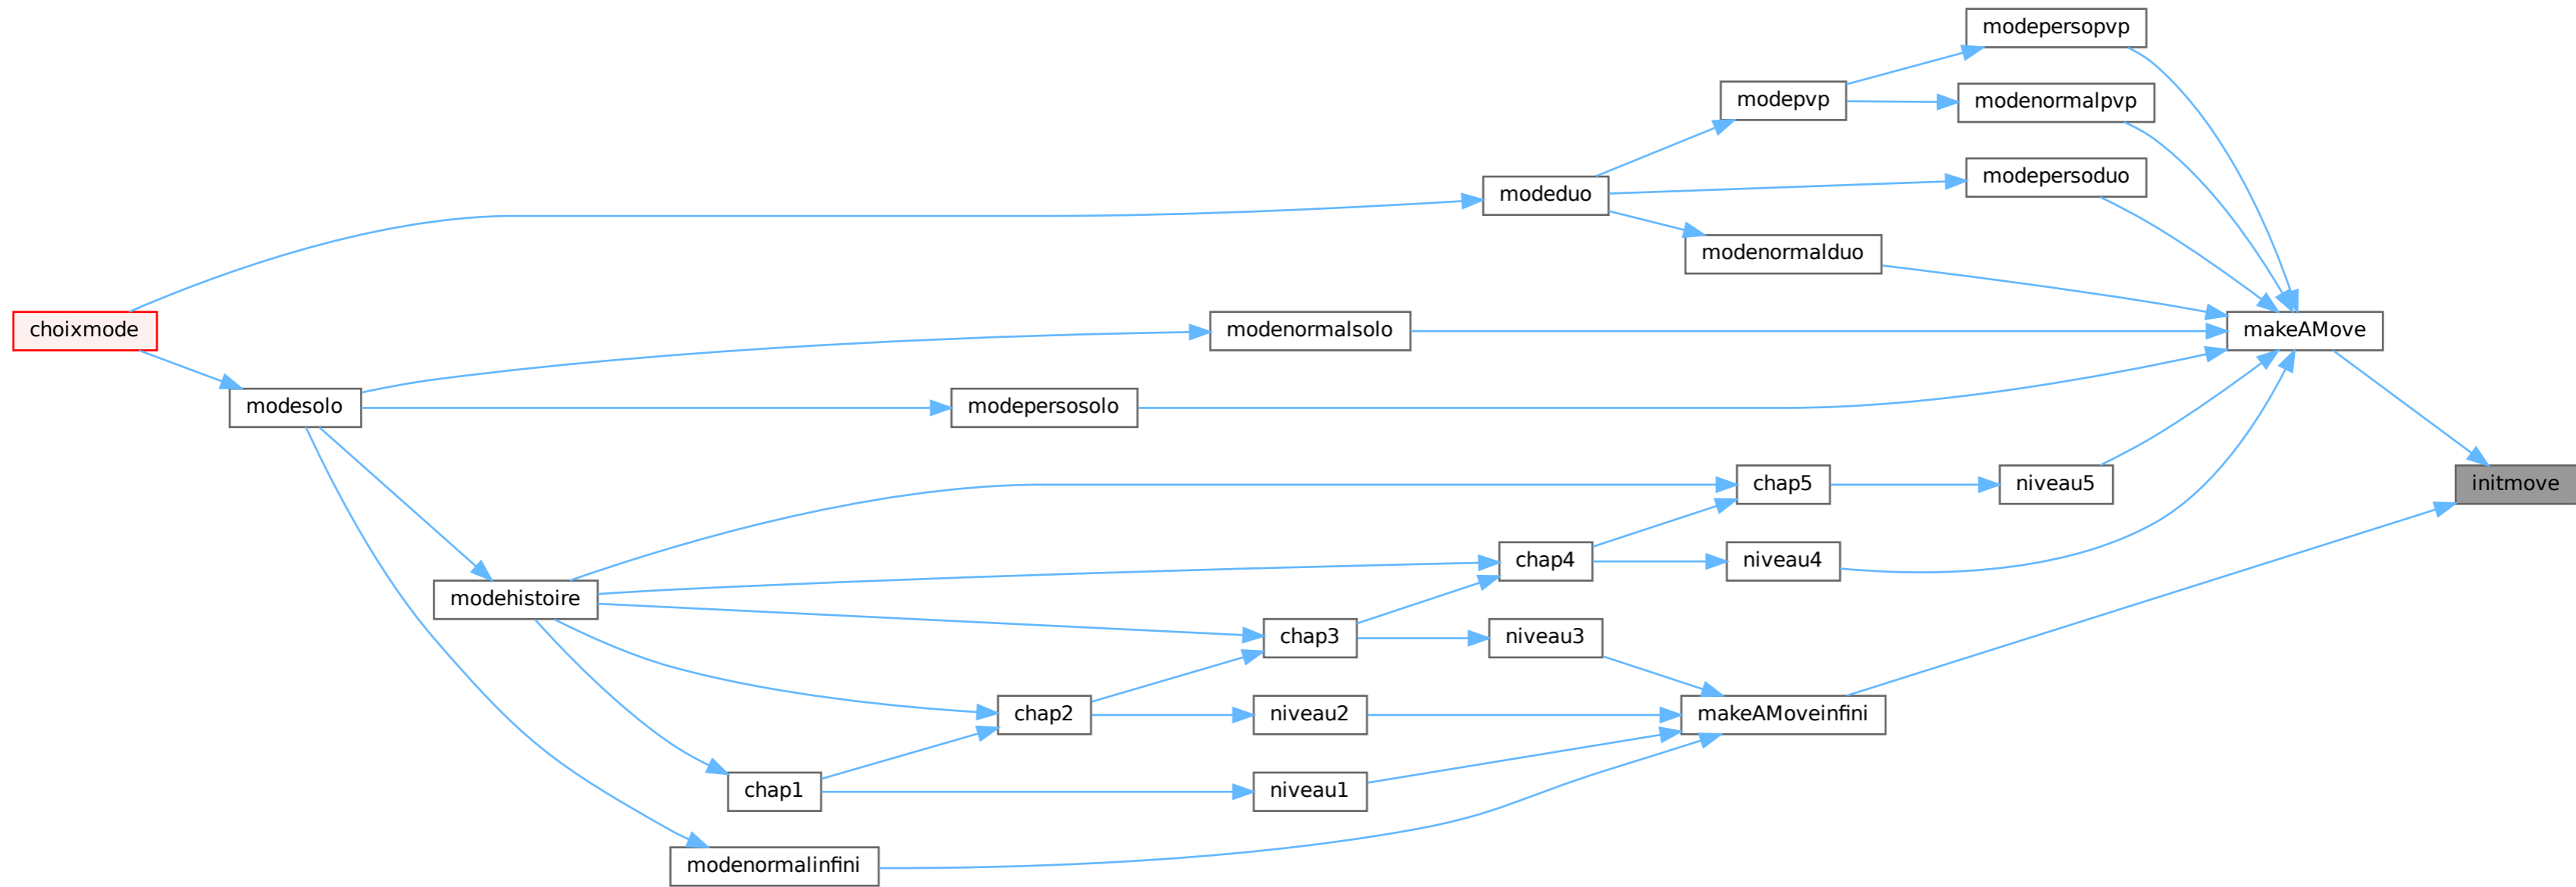 modepersopvp
modepvp
modenormalpvp
modepersoduo
modeduo
modenormalduo
choixmode
modenormalsolo
makeAMove
modesolo
modepersosolo
chap5
niveau5
initmove
chap4
niveau4
modehistoire
chap3
niveau3
chap2
niveau2
makeAMoveinfini
chap1
niveau1
modenormalinfini